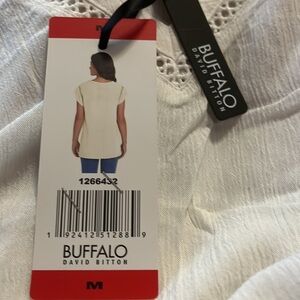 M
1266432
1 92412 51288 9
BUFFALO
DAVID BITTON
M
BUFFALO
DAVID BITTON